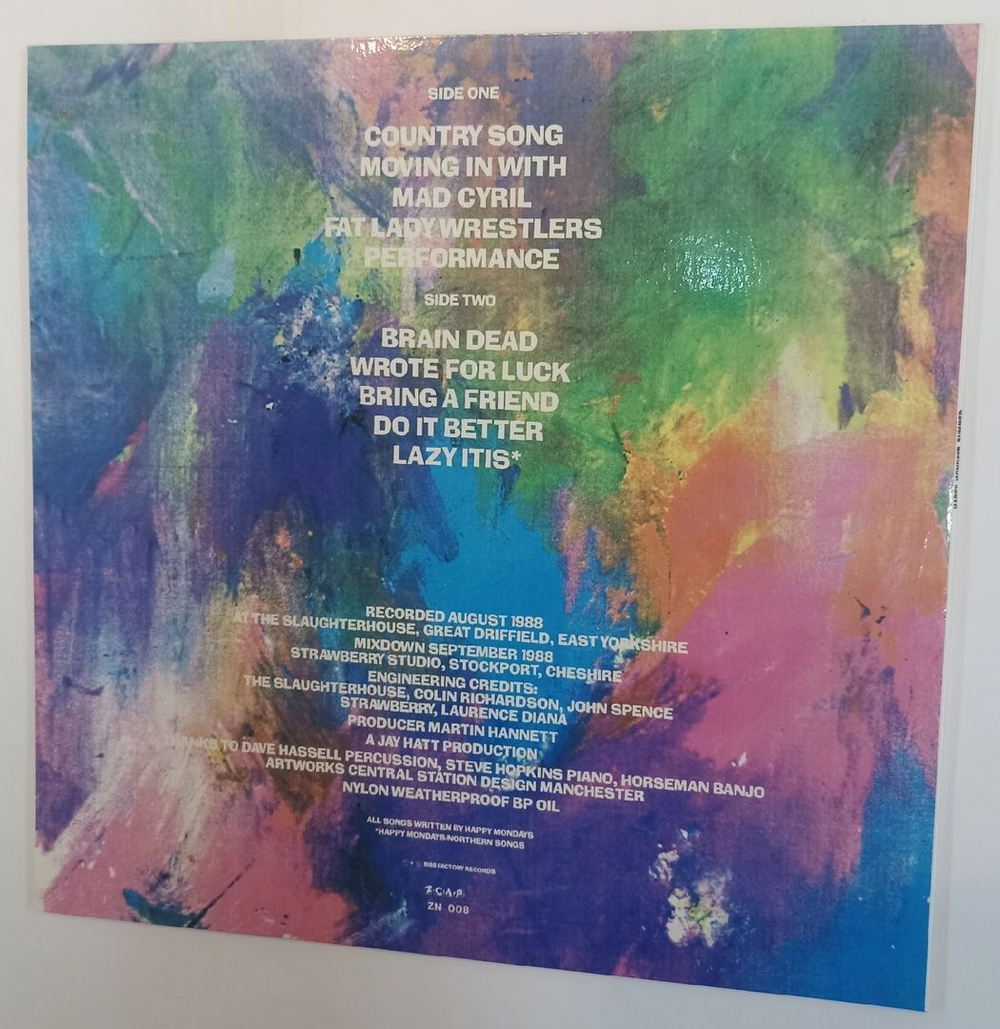 SIDE ONE
COUNTRY SONG
MOVING IN WITH
MAD CYRIL
FAT LADY WRESTLERS
PERFORMANCE
SIDE TWO
BRAIN DEAD
WROTE FOR LUCK
BRING A FRIEND
DO IT BETTER
LAZYITIS*
RECORDED AUGUST 1988
AT THE SLAUGHTERHOUSE, GREAT DRIFFIELD, EAST YORKSHIRE
MIXDOWN SEPTEMBER 1988
STRAWBERRY STUDIO, STOCKPORT, CHESHIRE
ENGINEERING CREDITS:
THE SLAUGHTERHOUSE, COLIN RICHARDSON, JOHN SPENCE
STRAWBERRY, LAURENCE DIANA
PRODUCER MARTIN HANNETT
A JAY HATT PRODUCTION
THANKS TO DAVE HASSELL PERCUSSION, STEVE HOPKINS PIANO, HORSEMAN BANJO
ARTWORKS CENTRAL STATION DESIGN MANCHESTER
NYLON WEATHERPROOF BP OIL
ALL SONGS WRITTEN BY HAPPY MONDAYS
*HAPPY MONDAYS-NORTHERN SONGS
1988 FACTORY RECORDS
ZN 008